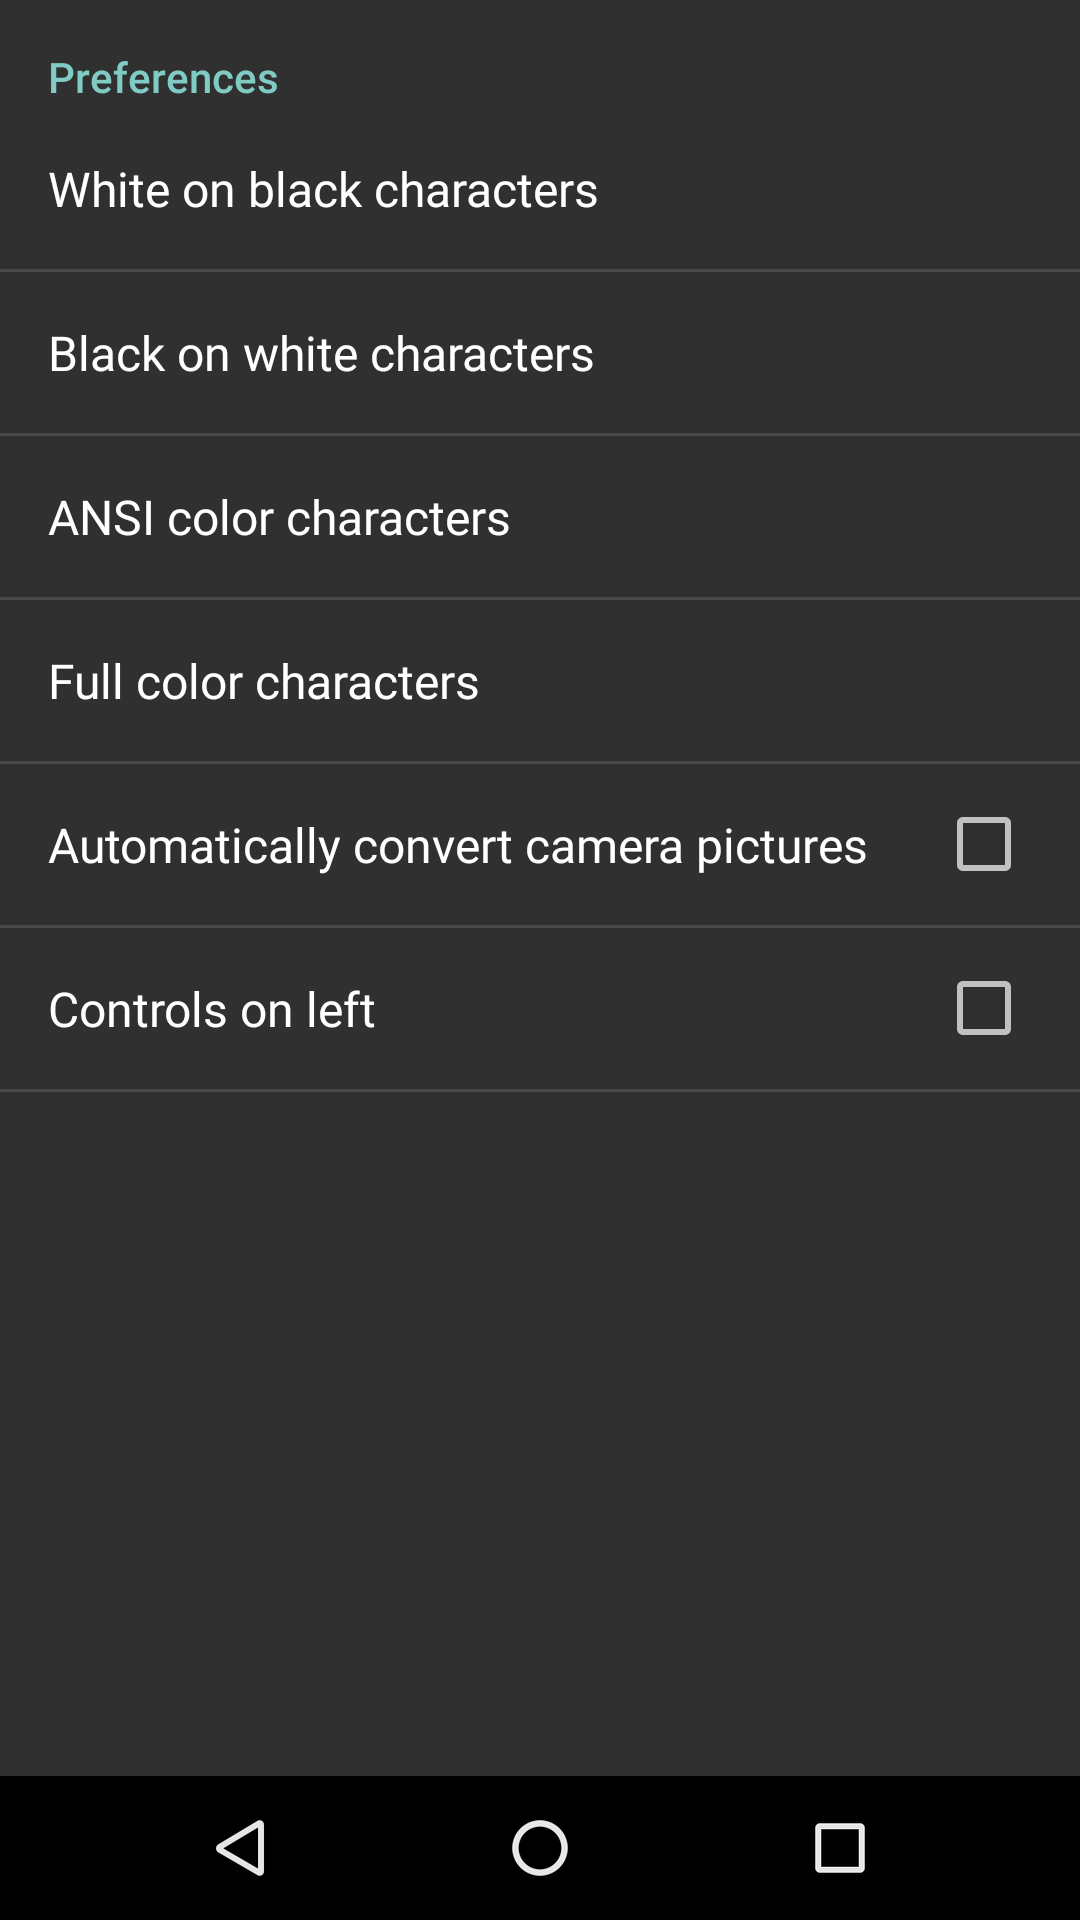 Preferences
White on black characters
Black on white characters
ANSI color characters
Full color characters
Automatically convert camera pictures
Controls on left